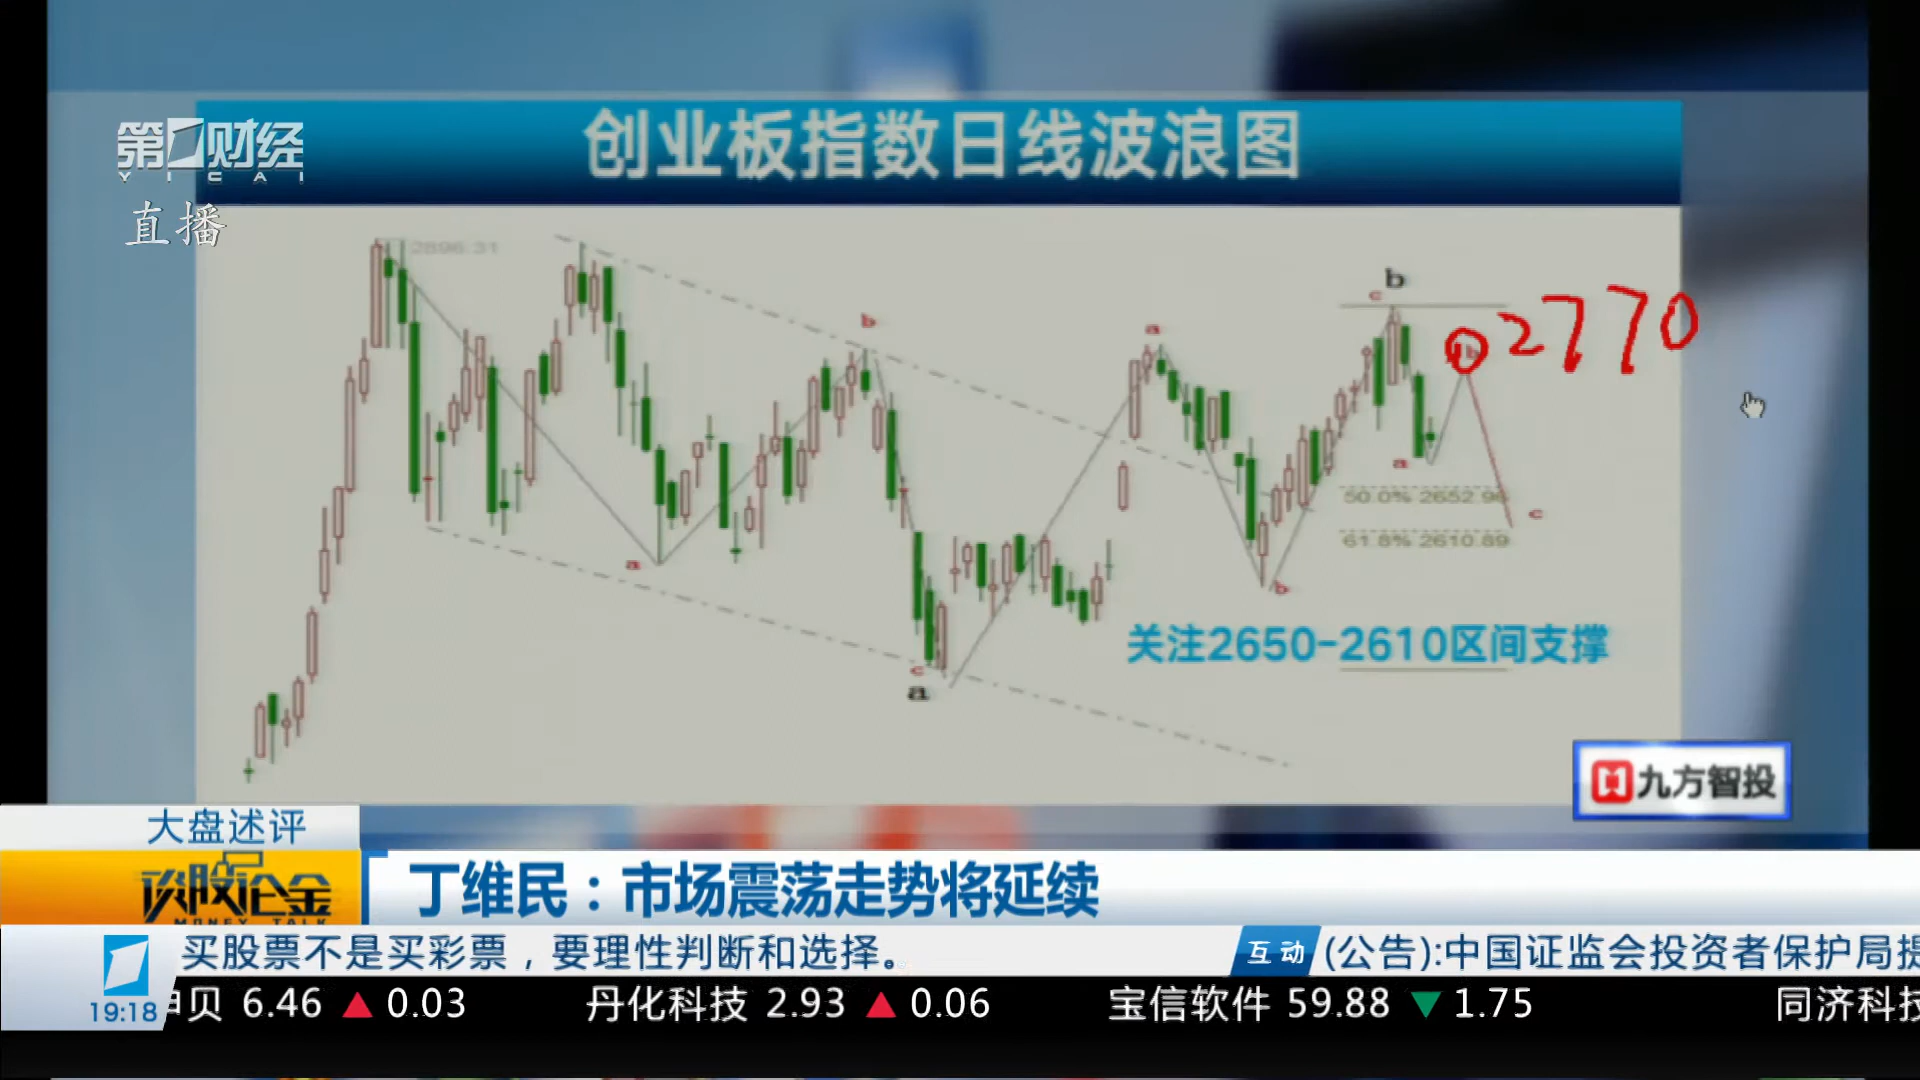 创业板指数日线波浪图
第1财经
YICAI
直播
2896.31
b
a
c
b
b
2770
a
a
50.0% 2652.96
c
61.8% 2610.89
b
c
a
关注2650-2610区间支撑
九方智投
大盘述评
谈股论金
MONEY TALK
丁维民：市场震荡走势将延续
买股票不是买彩票，要理性判断和选择。
互动
(公告):中国证监会投资者保护局提
19:18
贝 6.46 ▲ 0.03 丹化科技 2.93 ▲ 0.06 宝信软件 59.88 ▼ 1.75 同济科技